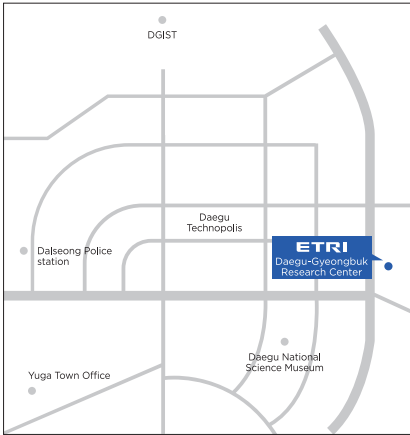 DGIST
Daegu
Technopolis
ETRI
Daegu-Gyeongbuk
Research Center
Dalseong Police
station
Daegu National
Science Museum
Yuga Town Office